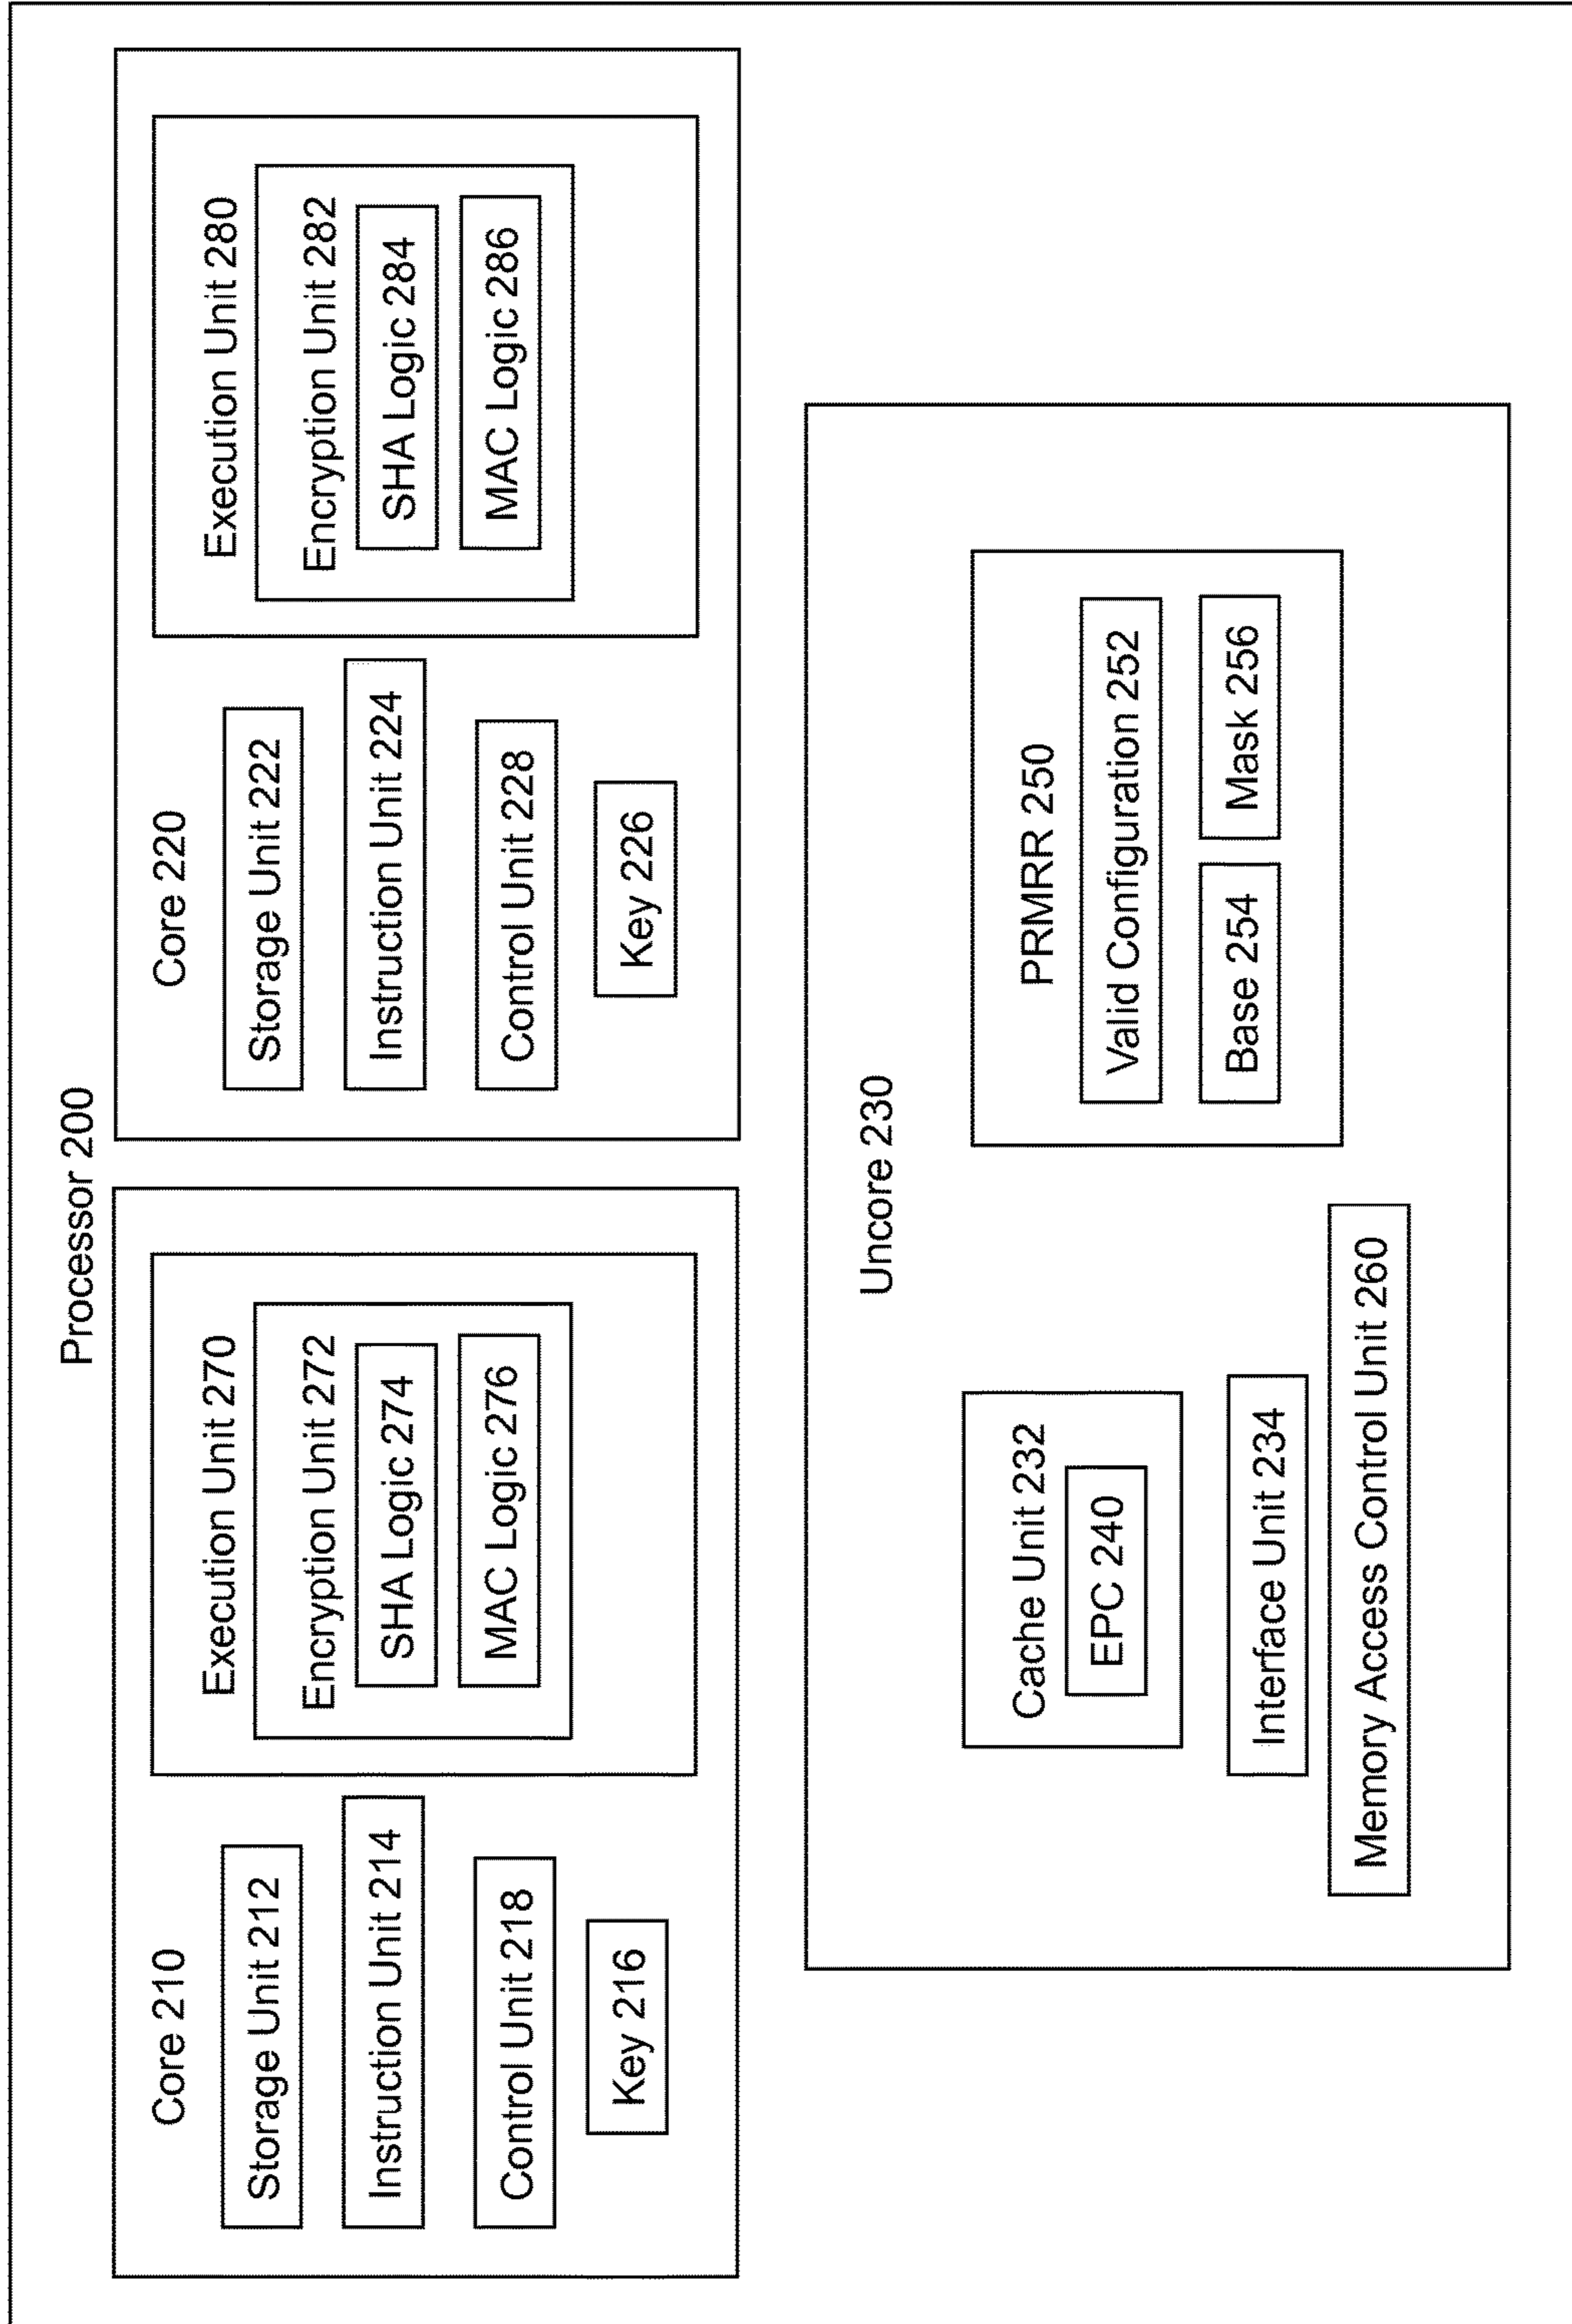 Processor 200
Core 210
Storage Unit 212
Instruction Unit 214
Control Unit 218
Key 216
Execution Unit 270
Encryption Unit 272
SHA Logic 274
MAC Logic 276
Core 220
Storage Unit 222
Instruction Unit 224
Control Unit 228
Key 226
Execution Unit 280
Encryption Unit 282
SHA Logic 284
MAC Logic 286
Uncore 230
Cache Unit 232
EPC 240
Interface Unit 234
Memory Access Control Unit 260
PRMRR 250
Valid Configuration 252
Base 254
Mask 256